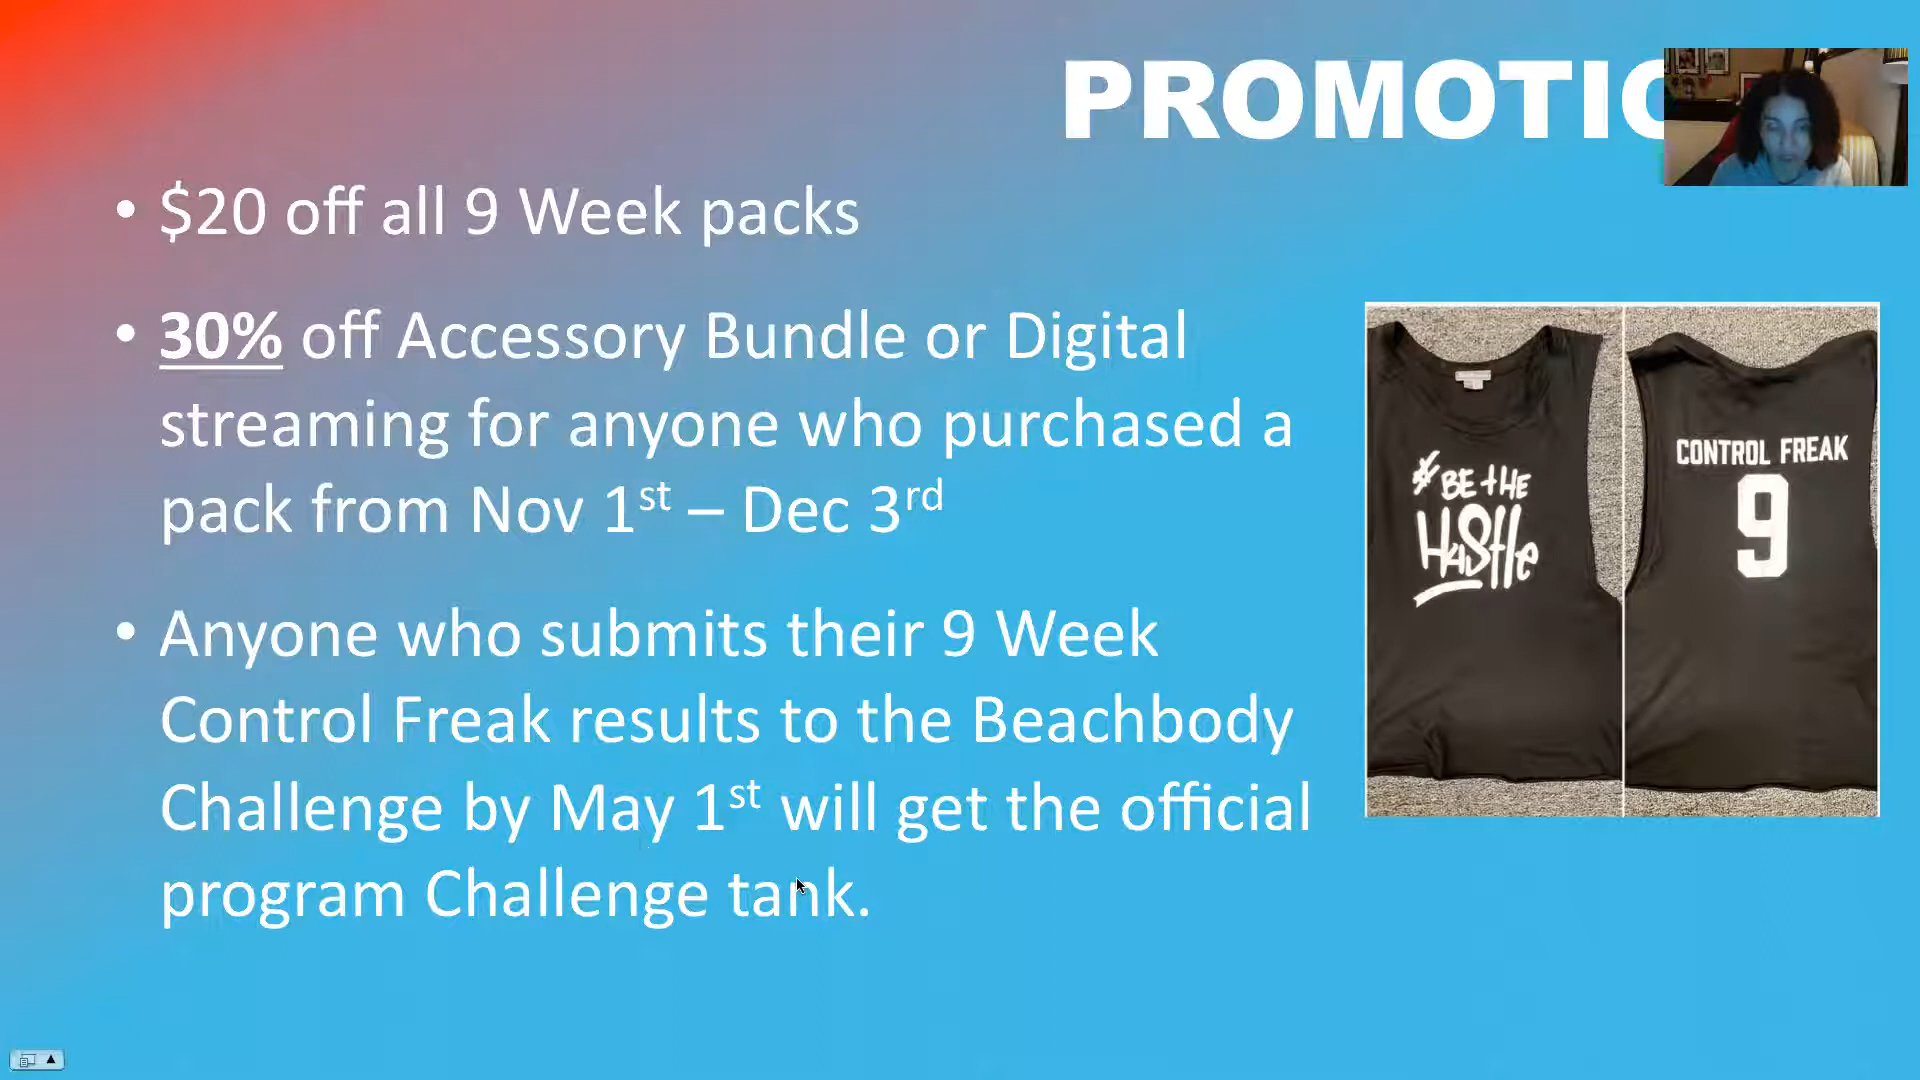 PROMOTIO
• $20 off all 9 Week packs
• 30% off Accessory Bundle or Digital
streaming for anyone who purchased a
pack from Nov 1st – Dec 3rd
• Anyone who submits their 9 Week
Control Freak results to the Beachbody
Challenge by May 1st will get the official
program Challenge tank.
# BE tHE
HuStle
CONTROL FREAK
9